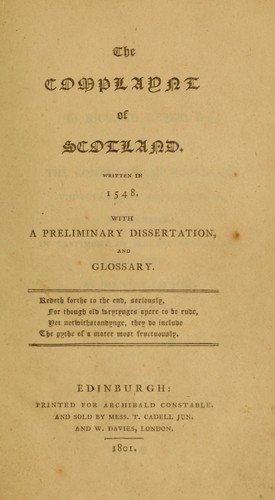 The
COMPLAYNT
of
SCOTLAND.
WRITTEN IN
1548.
WITH
A PRELIMINARY DISSERTATION,
AND
GLOSSARY.
Redeth forthe to the end, seriously,
For though old wrytynges apere to be rude,
Yet notwithstandynge, they do include
The pythe of a mater most fructuously.
EDINBURGH:
PRINTED FOR ARCHIBALD CONSTABLE,
AND SOLD BY MESS. T. CADELL JUN.
AND W. DAVIES, LONDON.
1801.